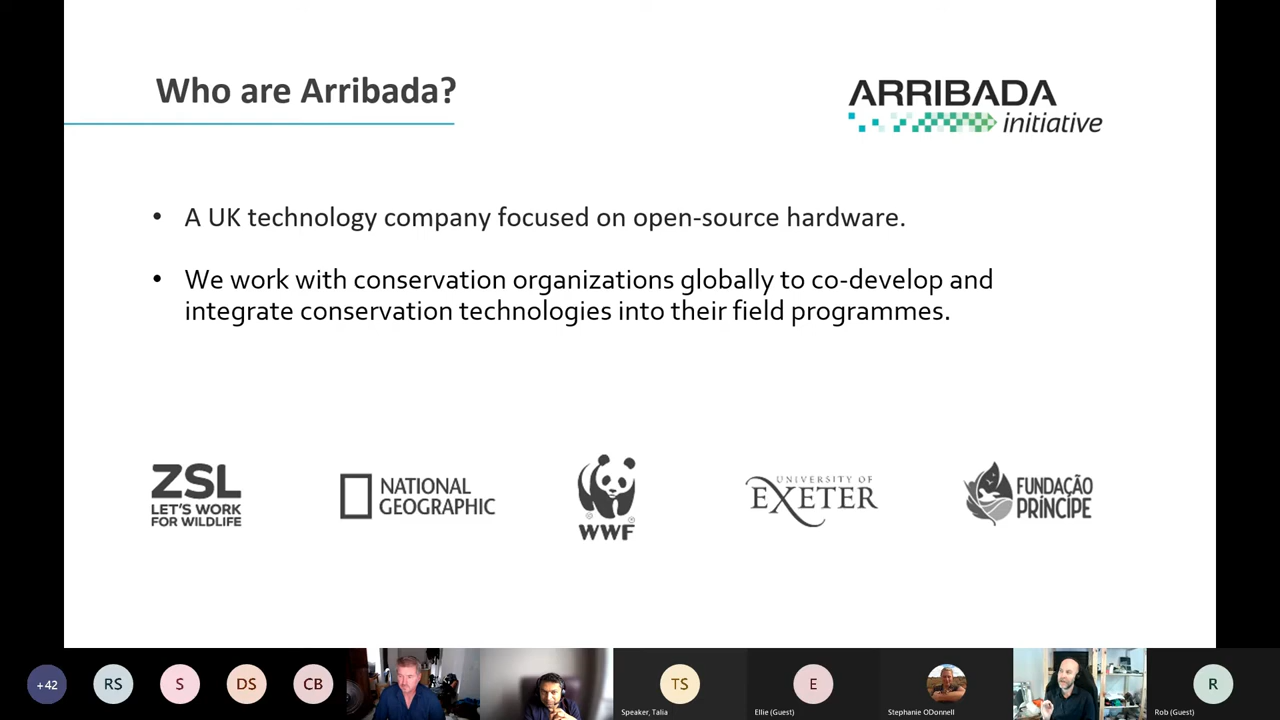 Who are Arribada?
ARRIBADA
initiative
• A UK technology company focused on open-source hardware.
• We work with conservation organizations globally to co-develop and
integrate conservation technologies into their field programmes.
ZSL
LET'S WORK
FOR WILDLIFE
NATIONAL
GEOGRAPHIC
WWF
UNIVERSITY OF
EXETER
FUNDAÇÃO
PRÍNCIPE
+42
RS
S
DS
CB
TS
Speaker, Talia
E
Ellie (Guest)
Stephanie ODonnell
R
Rob (Guest)